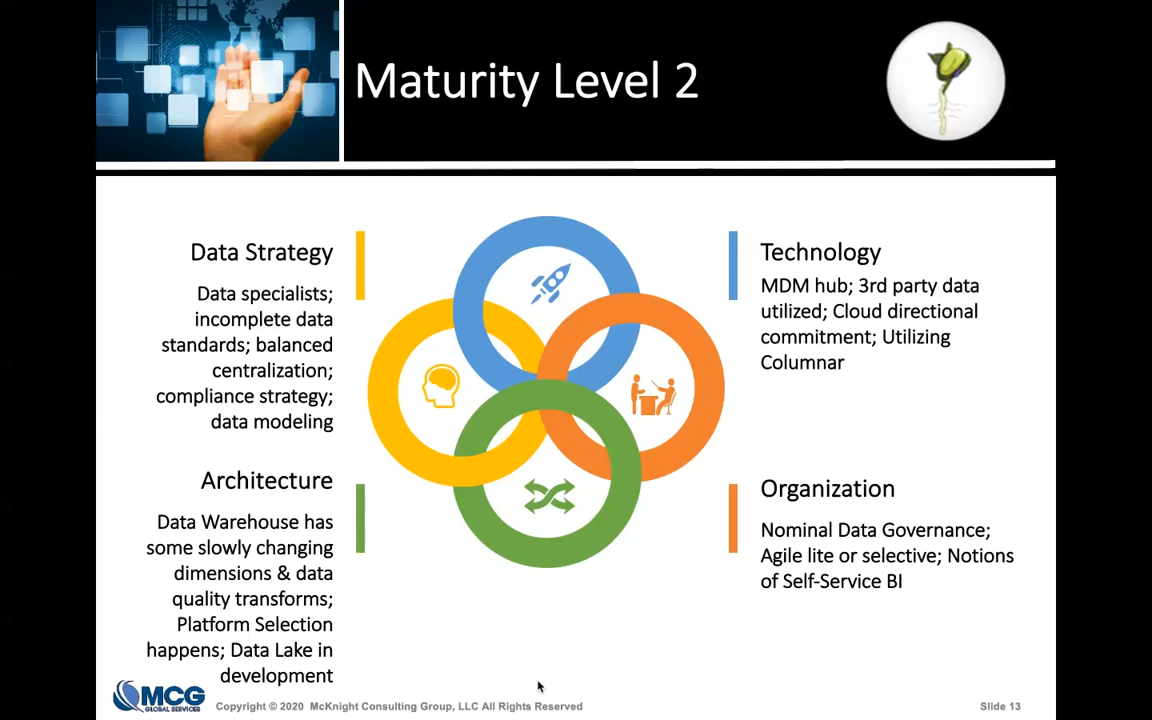 Maturity Level 2
Data Strategy
Data specialists;
incomplete data
standards; balanced
centralization;
compliance strategy;
data modeling
Technology
MDM hub; 3rd party data
utilized; Cloud directional
commitment; Utilizing
Columnar
Architecture
Data Warehouse has
some slowly changing
dimensions & data
quality transforms;
Platform Selection
happens; Data Lake in
development
Organization
Nominal Data Governance;
Agile lite or selective; Notions
of Self-Service BI
MCG
GLOBAL SERVICES
Copyright © 2020 McKnight Consulting Group, LLC All Rights Reserved
Slide 13